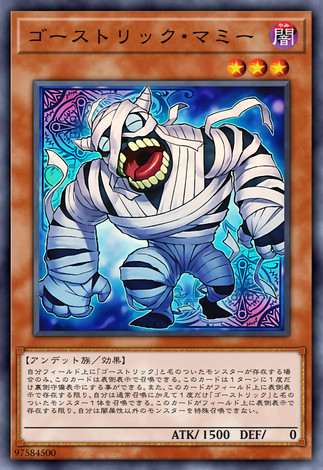 ゴーストリック・マミー
闇
やみ
【アンデット族／効果】
自分フィールド上に「ゴーストリック」と名のついたモンスターが存在する場
合のみ、このカードは表側表示で召喚できる。このカードは１ターンに１度だ
け裏側守備表示にする事ができる。また、このカードがフィールド上に表側表
示で存在する限り、自分は通常召喚に加えて１度だけ「ゴーストリック」と名の
ついたモンスター１体を召喚できる。このカードがフィールド上に表側表示で
存在する限り、自分は闇属性以外のモンスターを特殊召喚できない。
ATK/ 1500 DEF/ 0
97584500